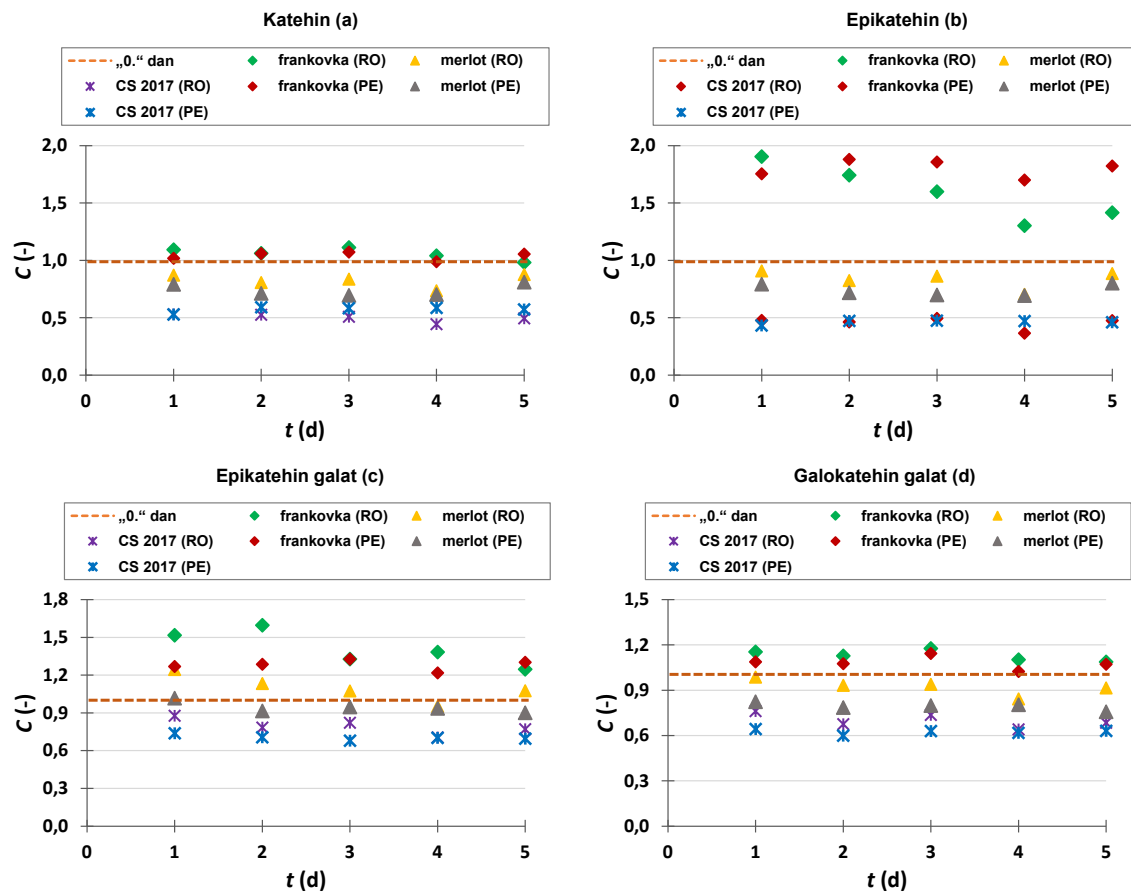 Katehin (a)
„0.“ dan frankovka (RO) merlot (RO)
CS 2017 (RO) frankovka (PE) merlot (PE)
CS 2017 (PE)
2,0
1,5
1,0
0,5
0,0
C (-)
0 1 2 3 4 5
t (d)
Epikatehin (b)
„0.“ dan frankovka (RO) merlot (RO)
CS 2017 (RO) frankovka (PE) merlot (PE)
CS 2017 (PE)
2,0
1,5
1,0
0,5
0,0
C (-)
0 1 2 3 4 5
t (d)
Epikatehin galat (c)
„0.“ dan frankovka (RO) merlot (RO)
CS 2017 (RO) frankovka (PE) merlot (PE)
CS 2017 (PE)
1,8
1,5
1,2
0,9
0,6
0,3
0,0
C (-)
0 1 2 3 4 5
t (d)
Galokatehin galat (d)
„0.“ dan frankovka (RO) merlot (RO)
CS 2017 (RO) frankovka (PE) merlot (PE)
CS 2017 (PE)
1,5
1,2
0,9
0,6
0,3
0,0
C (-)
0 1 2 3 4 5
t (d)